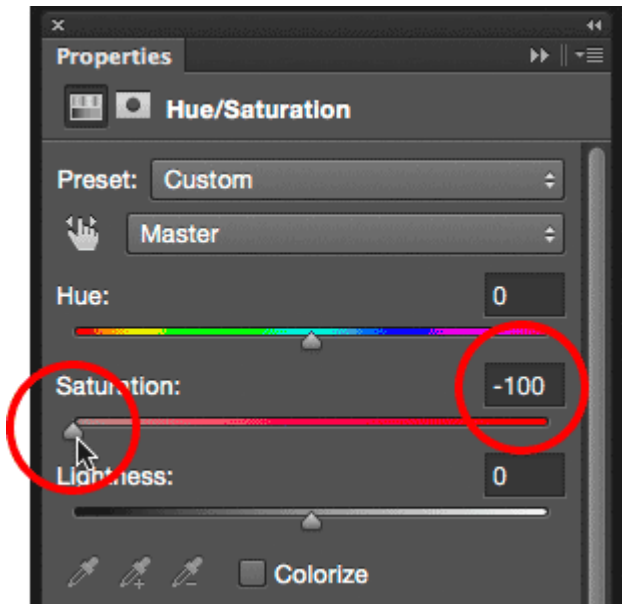 Properties
Hue/Saturation
Preset: Custom
Master
Hue: 0
Saturation: -100
Lightness: 0
Colorize